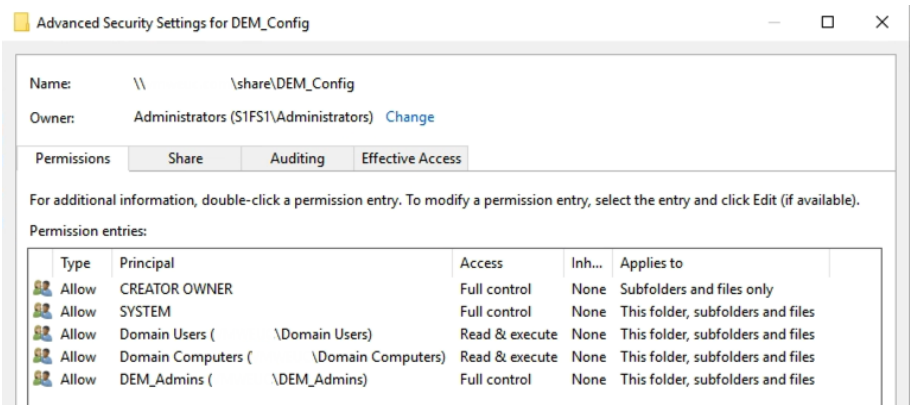 Advanced Security Settings for DEM_Config
Name: \\ \share\DEM_Config
Owner: Administrators (S1FS1\Administrators) Change
Permissions Share Auditing Effective Access
For additional information, double-click a permission entry. To modify a permission entry, select the entry and click Edit (if available).
Permission entries:
Type Principal Access Inh... Applies to
Allow CREATOR OWNER Full control None Subfolders and files only
Allow SYSTEM Full control None This folder, subfolders and files
Allow Domain Users ( \Domain Users) Read & execute None This folder, subfolders and files
Allow Domain Computers ( \Domain Computers) Read & execute None This folder, subfolders and files
Allow DEM_Admins ( \DEM_Admins) Full control None This folder, subfolders and files